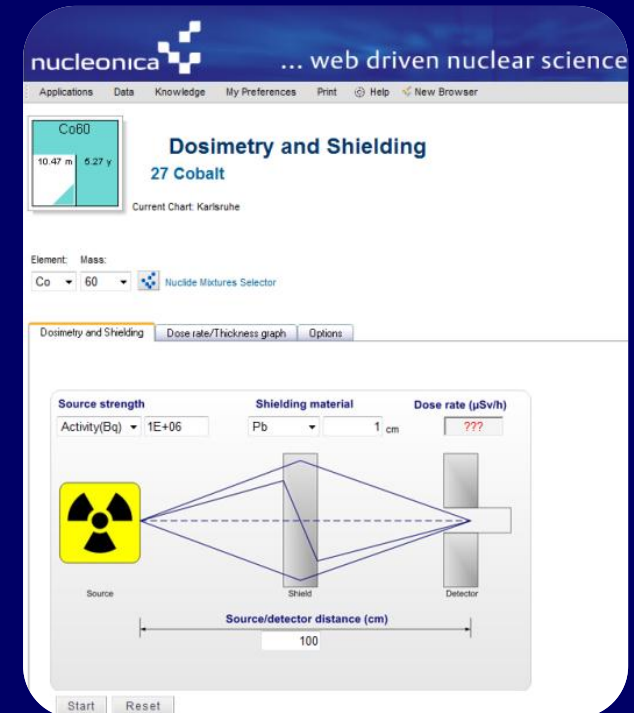 nucleonica
... web driven nuclear science
Applications Data Knowledge My Preferences Print Help New Browser
Co60
10.47 m 5.27 y
Dosimetry and Shielding
27 Cobalt
Current Chart: Karlsruhe
Element: Mass:
Co 60 Nuclide Mixtures Selector
Dosimetry and Shielding Dose rate/Thickness graph Options
Source strength Shielding material Dose rate (µSv/h)
Activity(Bq) 1E+06 Pb 1 cm ???
Source Shield Detector
Source/detector distance (cm)
100
Start Reset